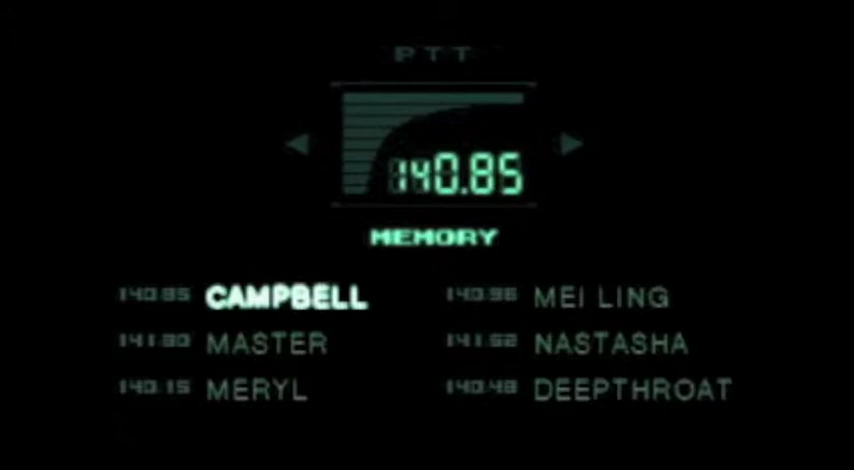 PTT
140.85
MEMORY
140.85 CAMPBELL 140.96 MEI LING
141.80 MASTER 141.52 NASTASHA
140.15 MERYL 140.48 DEEPTHROAT